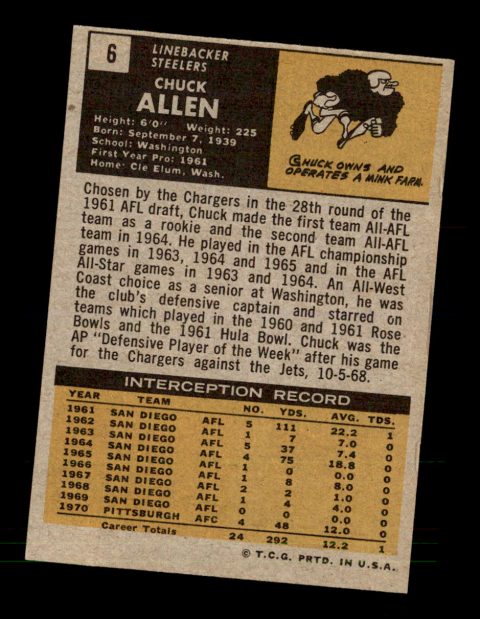 6
LINEBACKER
STEELERS
CHUCK
ALLEN
Height: 6'0" Weight: 225
Born: September 7, 1939
School: Washington
First Year Pro: 1961
Home: Cle Elum, Wash.
CHUCK OWNS AND
OPERATES A MINK FARM.
Chosen by the Chargers in the 28th round of the
1961 AFL draft, Chuck made the first team All-AFL
team as a rookie and the second team All-AFL
team in 1964. He played in the AFL championship
games in 1963, 1964 and 1965 and in the AFL
All-Star games in 1963 and 1964. An All-West
Coast choice as a senior at Washington, he was
the club's defensive captain and starred on
teams which played in the 1960 and 1961 Rose
Bowls and the 1961 Hula Bowl. Chuck was the
AP "Defensive Player of the Week" after his game
for the Chargers against the Jets, 10-5-68.
INTERCEPTION RECORD
YEAR TEAM NO. YDS. AVG. TDS.
1961 SAN DIEGO AFL 5 111 22.2 1
1962 SAN DIEGO AFL 1 7 7.0 0
1963 SAN DIEGO AFL 5 37 7.4 0
1964 SAN DIEGO AFL 4 75 18.8 0
1965 SAN DIEGO AFL 1 0 0.0 0
1966 SAN DIEGO AFL 1 8 8.0 0
1967 SAN DIEGO AFL 2 2 1.0 0
1968 SAN DIEGO AFL 1 4 4.0 0
1969 SAN DIEGO AFL 0 0 0.0 0
1970 PITTSBURGH AFC 4 48 12.0 0
Career Totals 24 292 12.2 1
© T.C.G. PRTD. IN U.S.A.